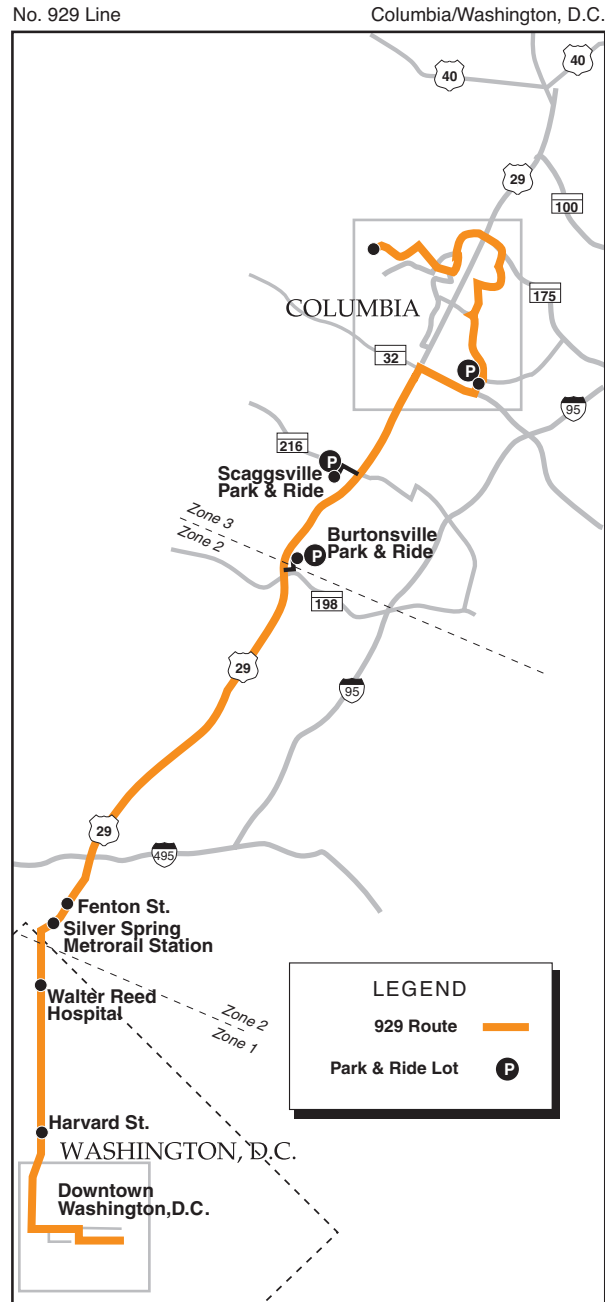 No. 929 Line
Columbia/Washington, D.C.
40
40
29
100
COLUMBIA
175
32
P
95
216
P
Scaggsville
Park & Ride
Zone 3
Zone 2
Burtonsville
Park & Ride
P
198
29
95
29
495
Fenton St.
Silver Spring
Metrorail Station
Walter Reed
Hospital
Zone 2
Zone 1
LEGEND
929 Route
Park & Ride Lot
P
Harvard St.
WASHINGTON, D.C.
Downtown
Washington,D.C.